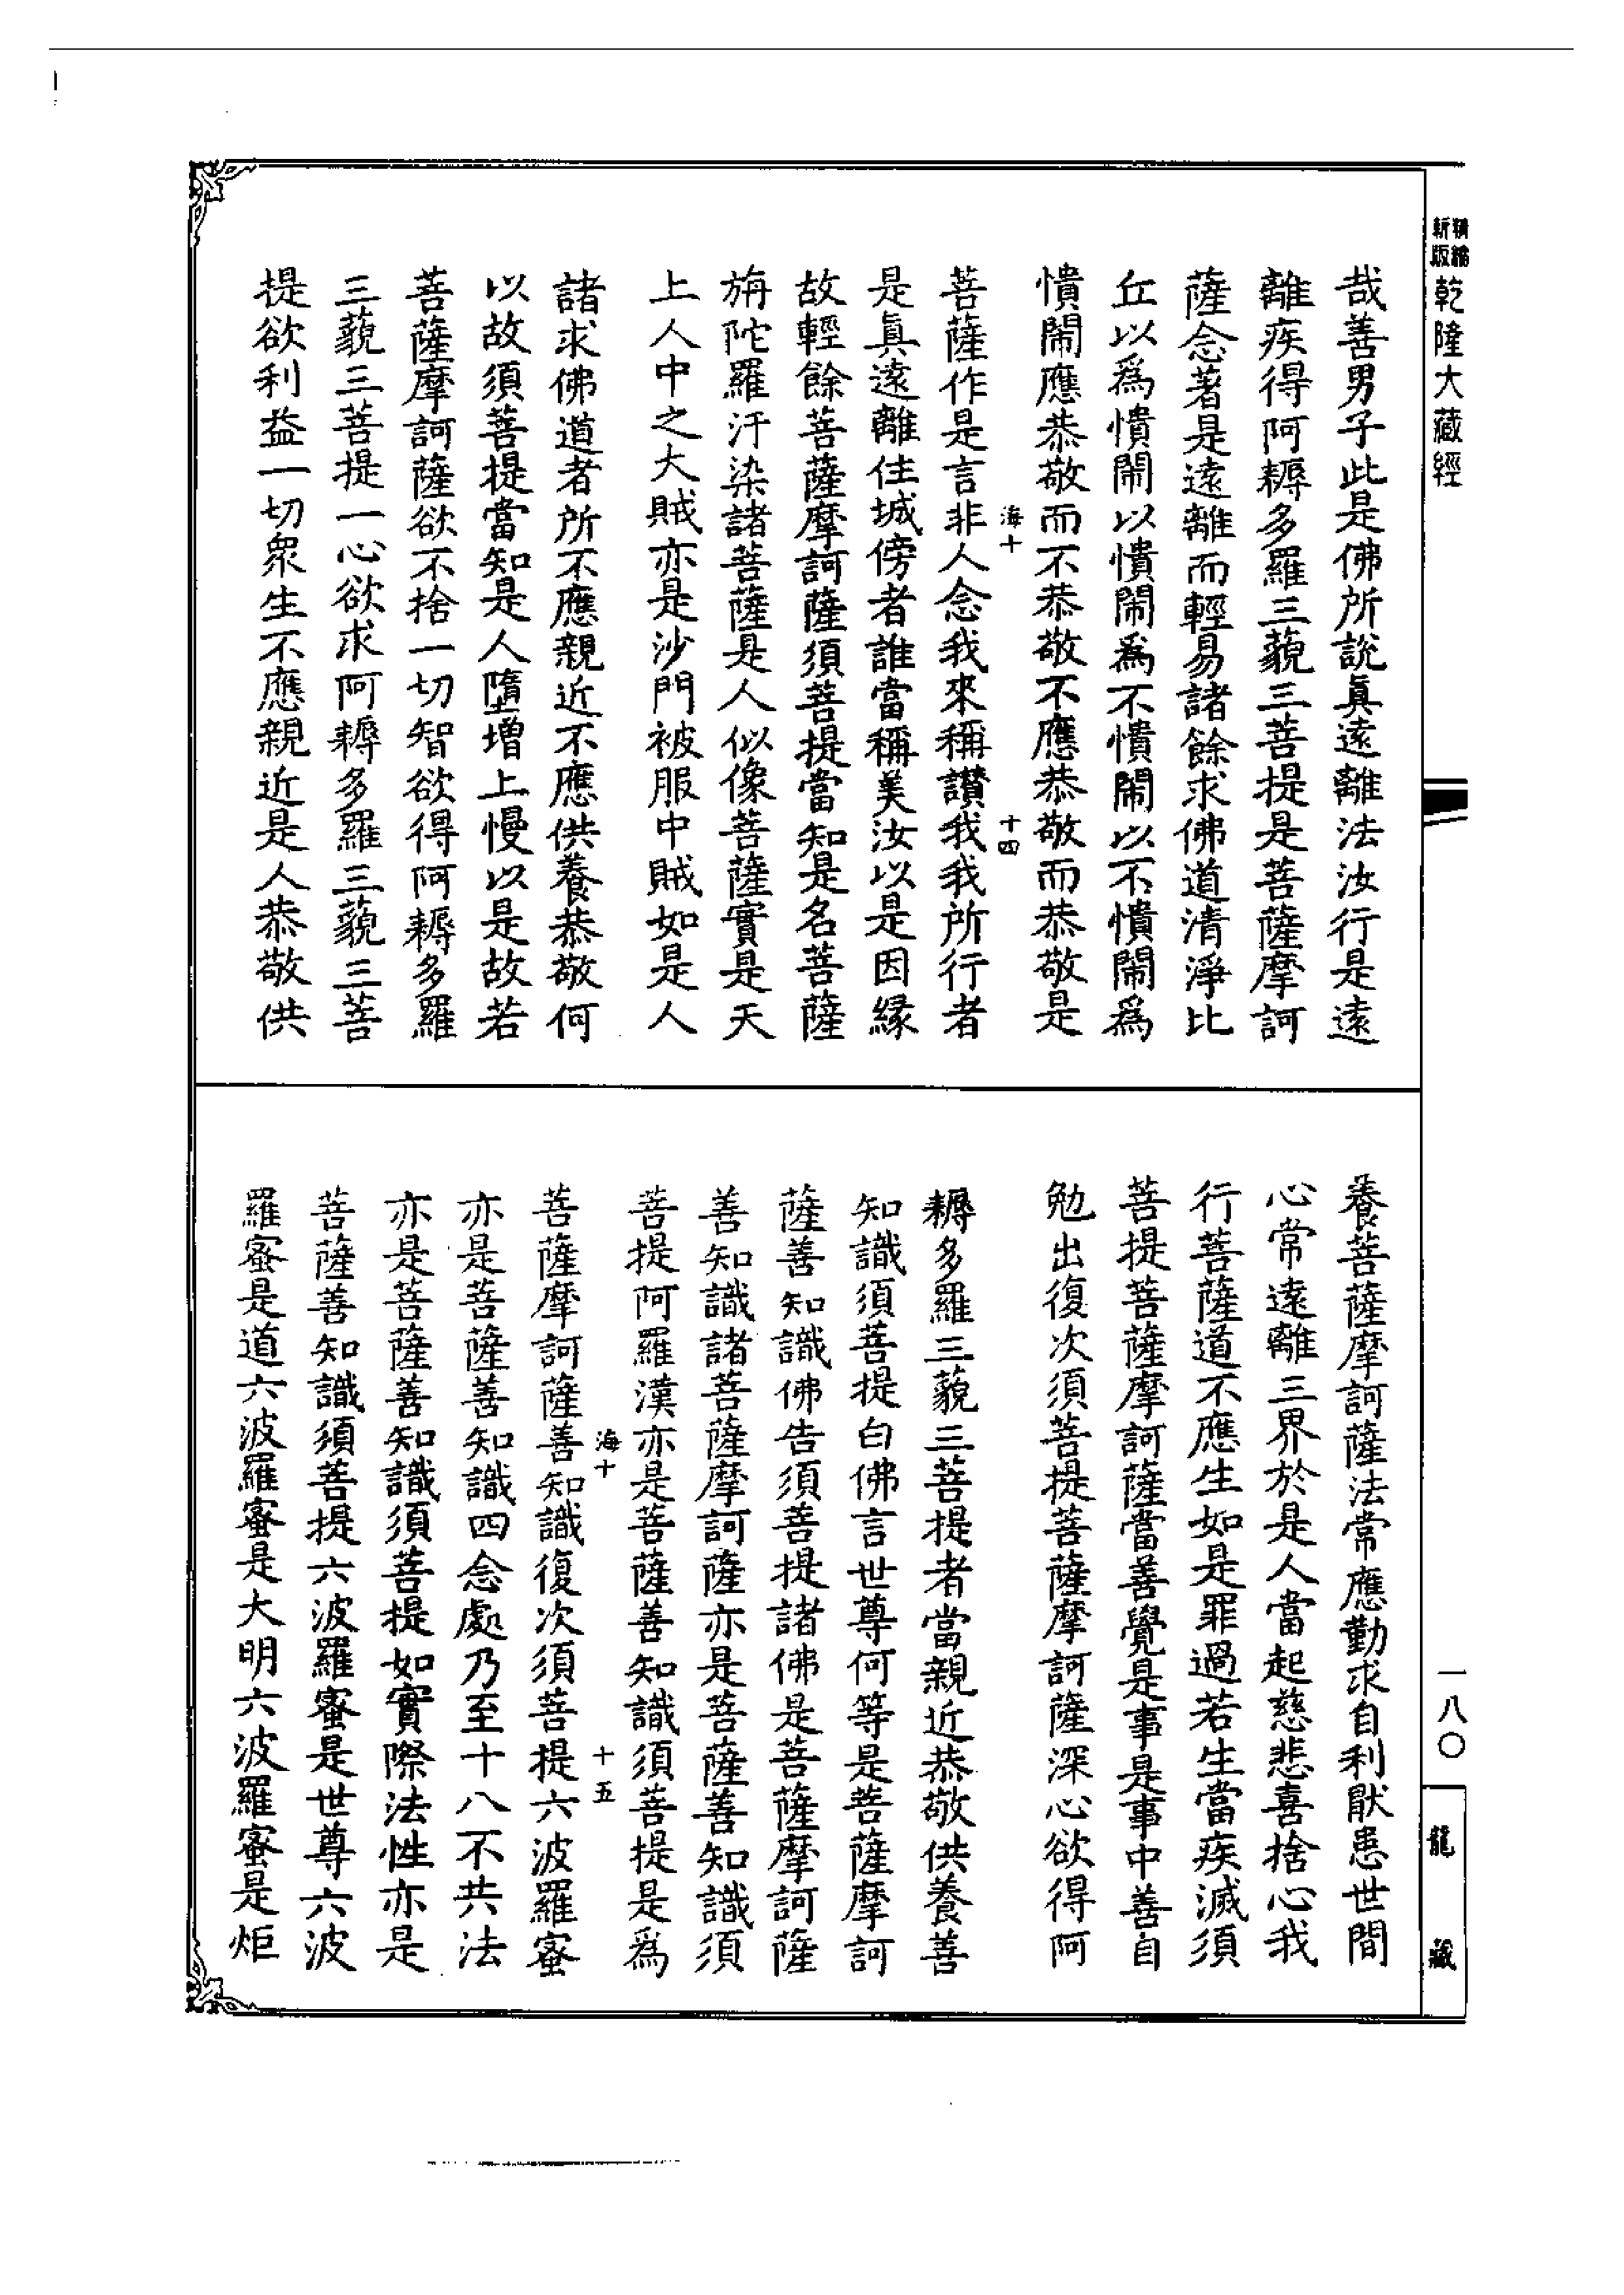 精縮新版乾隆大藏經
哉善男子此是佛所說眞遠離法汝行是遠
離疾得阿耨多羅三藐三菩提是菩薩摩訶
薩念著是遠離而輕易諸餘求佛道清淨比
丘以爲憒閙以憒閙爲不憒閙以不憒閙爲
憒閙應恭敬而不恭敬不應恭敬而恭敬是
海十 十四
菩薩作是言非人念我來稱讃我我所行者
是眞遠離住城傍者誰當稱美汝以是因緣
故輕餘菩薩摩訶薩須菩提當知是名菩薩
旃陀羅汙染諸菩薩是人似像菩薩實是天
上人中之大賊亦是沙門被服中賊如是人
諸求佛道者所不應親近不應供養恭敬何
以故須菩提當知是人墮增上慢以是故若
菩薩摩訶薩欲不捨一切智欲得阿耨多羅
三藐三菩提一心欲求阿耨多羅三藐三菩
提欲利益一切衆生不應親近是人恭敬供
養菩薩摩訶薩法常應勤求自利猒患世間
心常遠離三界於是人當起慈悲喜捨心我
行菩薩道不應生如是罪過若生當疾滅須
菩提菩薩摩訶薩當善覺是事是事中善自
勉出復次須菩提菩薩摩訶薩深心欲得阿
耨多羅三藐三菩提者當親近恭敬供養善
知識須菩提白佛言世尊何等是菩薩摩訶
薩善知識佛告須菩提諸佛是菩薩摩訶薩
善知識諸菩薩摩訶薩亦是菩薩善知識須
菩提阿羅漢亦是菩薩善知識須菩提是爲
海十 十五
菩薩摩訶薩善知識復次須菩提六波羅蜜
亦是菩薩善知識四念處乃至十八不共法
亦是菩薩善知識須菩提如實際法性亦是
菩薩善知識須菩提六波羅蜜是世尊六波
羅蜜是道六波羅蜜是大明六波羅蜜是炬
一八〇
龍藏